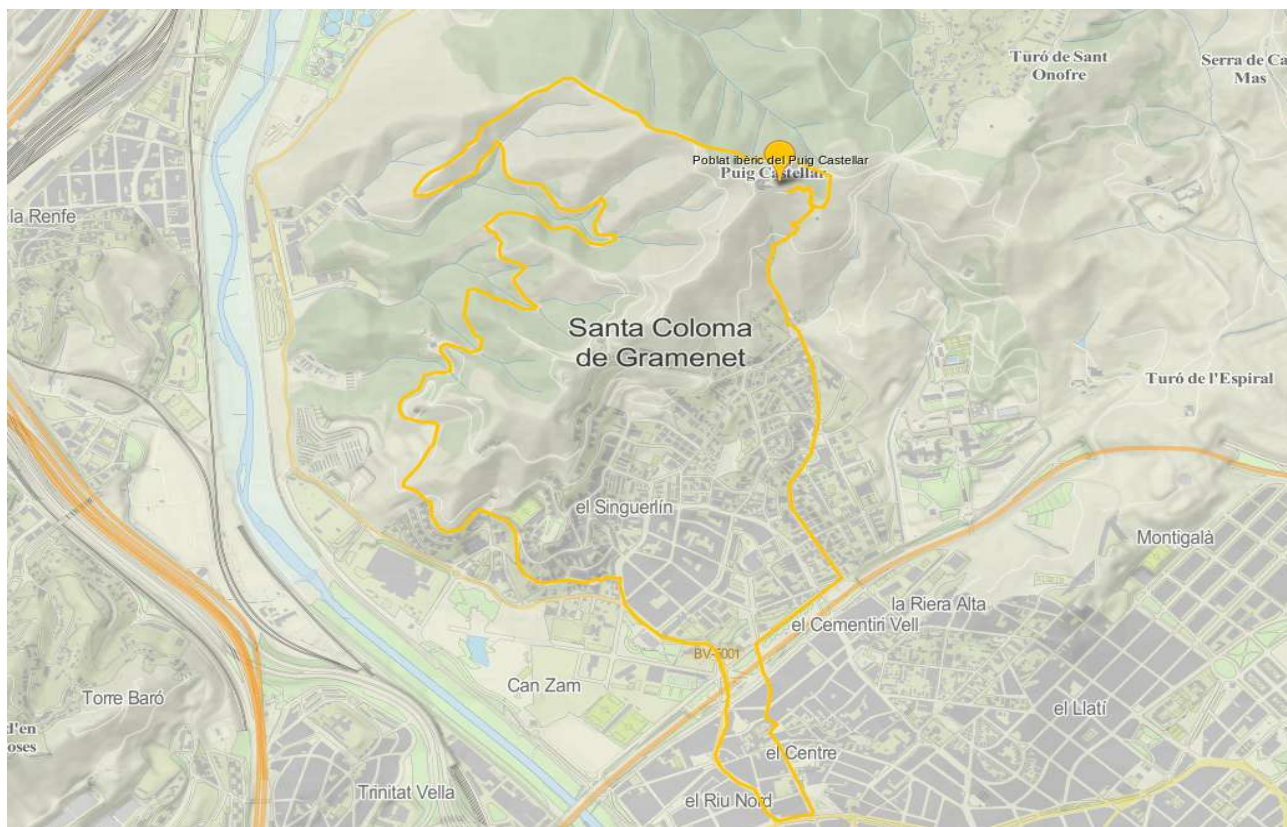 Turó de Sant
Onofre
Serra de Ca
Mas
Poblat ibèric del Puig Castellar
Puig Castellar
la Renfe
Santa Coloma
de Gramenet
Turó de l'Espiral
el Singuerlín
Montigalà
la Riera Alta
el Cementiri Vell
BV-5001
Can Zam
Torre Baró
el Llatí
d'en
oses
el Centre
Trinitat Vella
el Riu Nord